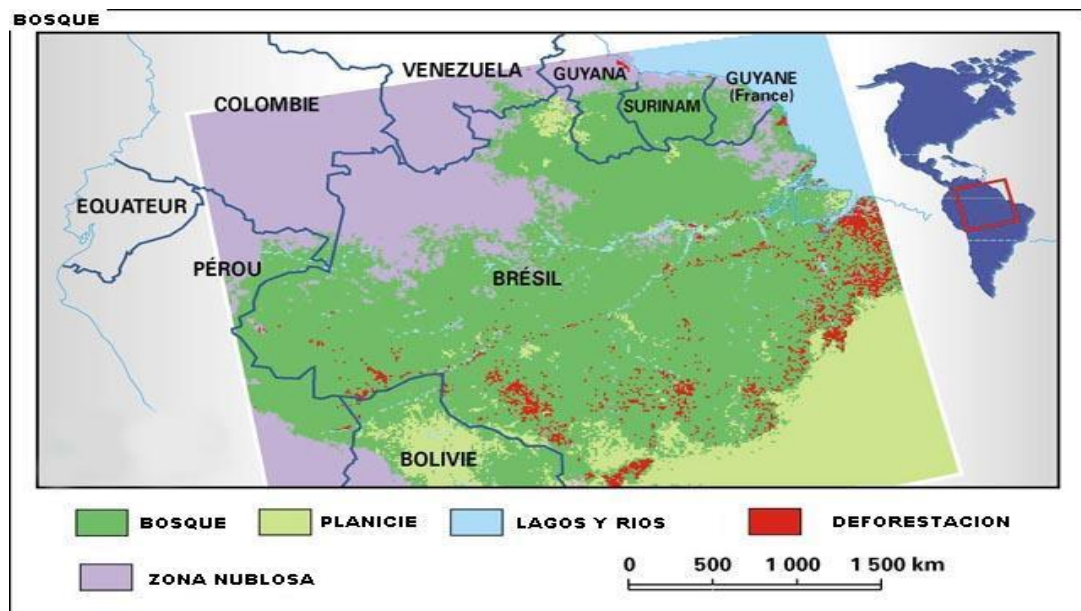 BOSQUE
VENEZUELA
GUYANA
GUYANE
(France)
COLOMBIE
SURINAM
EQUATEUR
PÉROU
BRÉSIL
BOLIVIE
BOSQUE
PLANICIE
LAGOS Y RIOS
DEFORESTACION
ZONA NUBLOSA
0 500 1 000 1 500 km